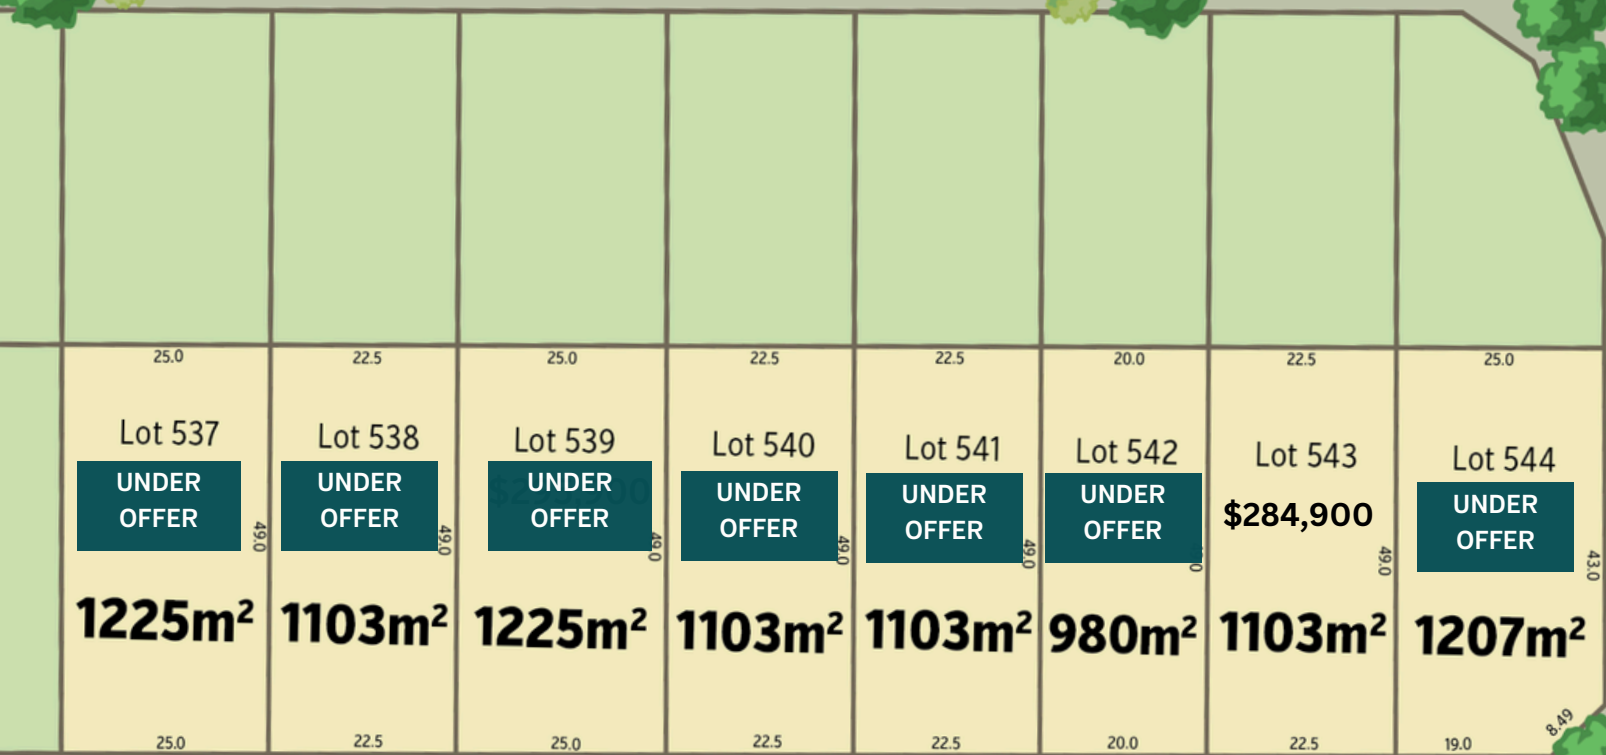 25.0
22.5
25.0
22.5
22.5
20.0
22.5
25.0
Lot 537
Lot 538
Lot 539
Lot 540
Lot 541
Lot 542
Lot 543
Lot 544
UNDER
OFFER
UNDER
OFFER
UNDER
OFFER
UNDER
OFFER
UNDER
OFFER
UNDER
OFFER
$284,900
UNDER
OFFER
49.0
49.0
49.0
49.0
49.0
49.0
43.0
1225m²
1103m²
1225m²
1103m²
1103m²
980m²
1103m²
1207m²
8.49
25.0
22.5
25.0
22.5
22.5
20.0
22.5
19.0